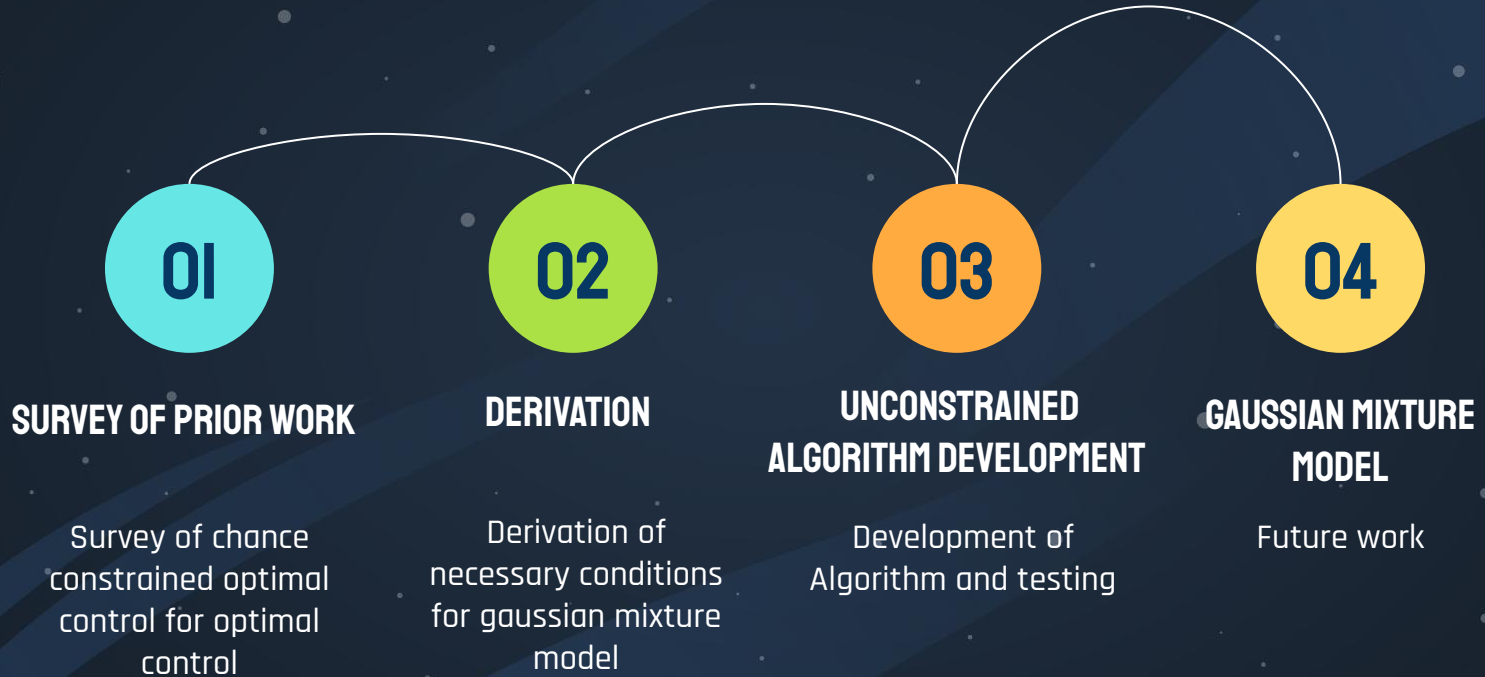 01
SURVEY OF PRIOR WORK
Survey of chance
constrained optimal
control for optimal
control
02
DERIVATION
Derivation of
necessary conditions
for gaussian mixture
model
03
UNCONSTRAINED
ALGORITHM DEVELOPMENT
Development of
Algorithm and testing
04
GAUSSIAN MIXTURE
MODEL
Future work